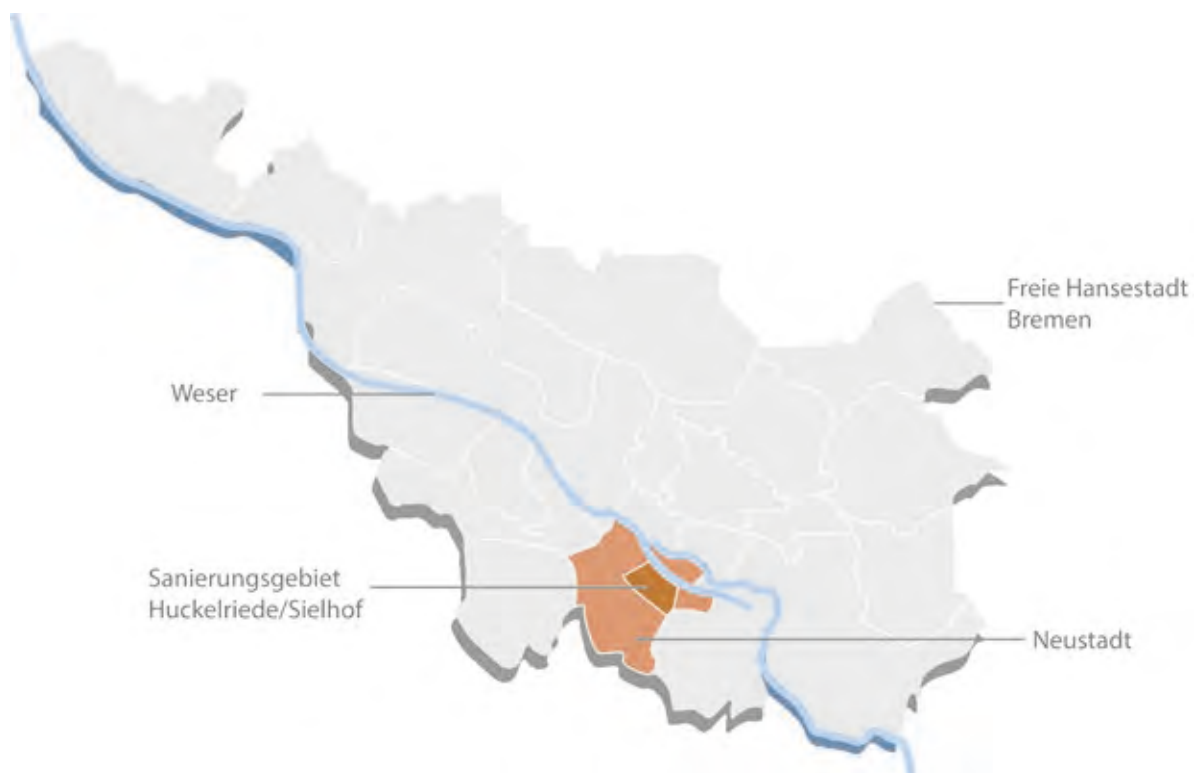 Freie Hansestadt
Bremen
Weser
Sanierungsgebiet
Huckelriede/Sielhof
Neustadt